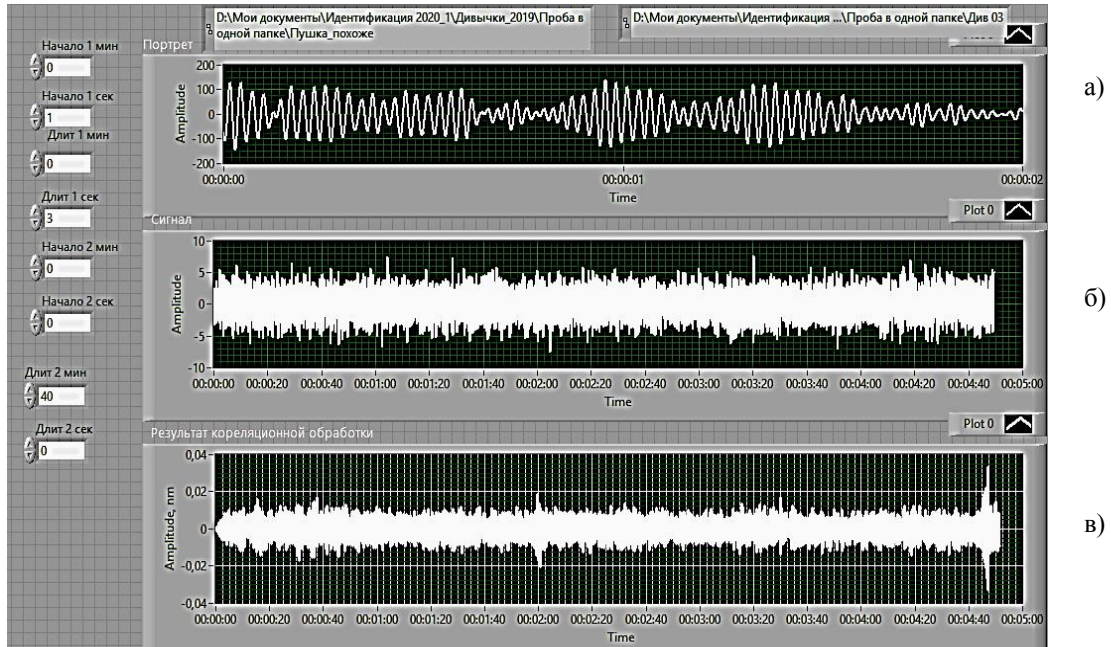 D:\Мои документы\Идентификация 2020_1\Дивычки_2019\Проба в
одной папке\Пушка_похоже
D:\Мои документы\Идентификация ...\Проба в одной папке\Див 03
Начало 1 мин
0
Начало 1 сек
1
Длит 1 мин
0
Длит 1 сек
3
Начало 2 мин
0
Начало 2 сек
0
Длит 2 мин
40
Длит 2 сек
0
Портрет
Amplitude
200
100
0
-100
-200
00:00:00 00:00:01 00:00:02
Time
а)
Сигнал
Plot 0
Amplitude
10
5
0
-5
-10
00:00:00 00:00:20 00:00:40 00:01:00 00:01:20 00:01:40 00:02:00 00:02:20 00:02:40 00:03:00 00:03:20 00:03:40 00:04:00 00:04:20 00:04:40 00:05:00
Time
б)
Результат кореляционной обработки
Plot 0
Amplitude, nm
0,04
0,02
0
-0,02
-0,04
00:00:00 00:00:20 00:00:40 00:01:00 00:01:20 00:01:40 00:02:00 00:02:20 00:02:40 00:03:00 00:03:20 00:03:40 00:04:00 00:04:20 00:04:40 00:05:00
Time
в)